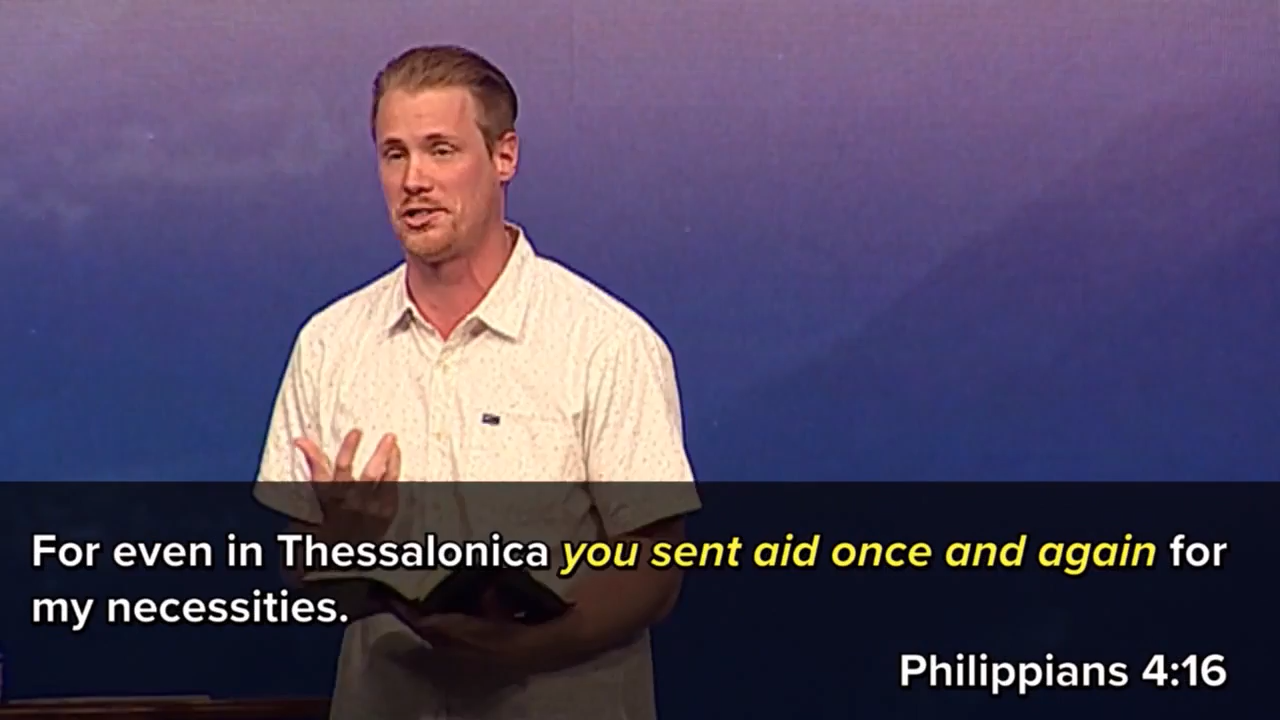 For even in Thessalonica you sent aid once and again for
my necessities.
Philippians 4:16